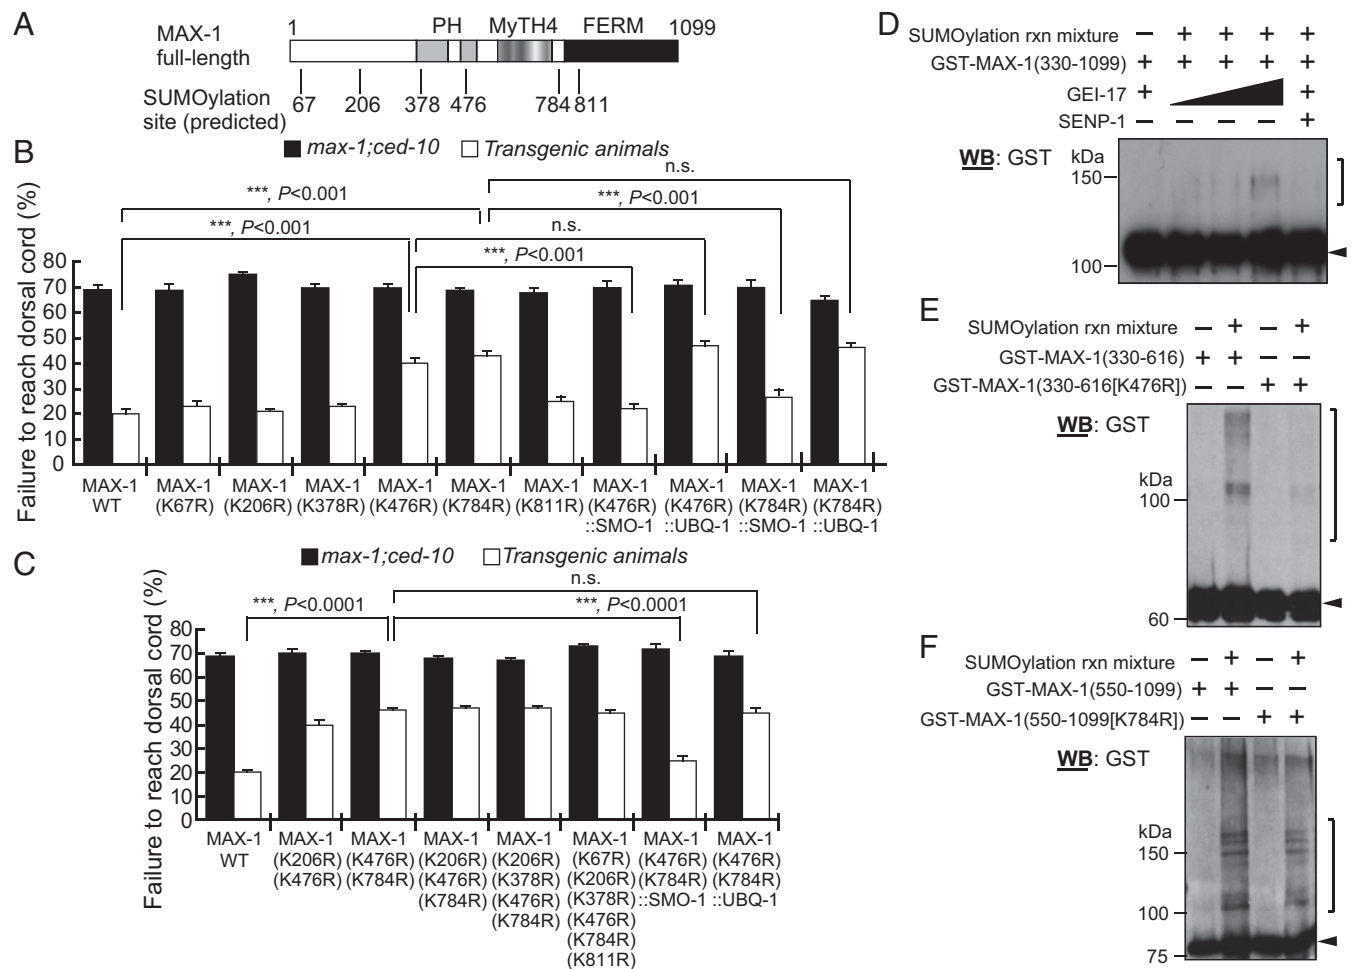 A
MAX-1
full-length
1
PH
MyTH4
FERM
1099
SUMOylation
site (predicted)
67
206
378
476
784
811
B
max-1;ced-10
Transgenic animals
n.s.
***, P<0.001
***, P<0.001
***, P<0.001
n.s.
***, P<0.001
Failure to reach dorsal cord (%)
80
70
60
50
40
30
20
10
0
MAX-1
WT
MAX-1
(K67R)
MAX-1
(K206R)
MAX-1
(K378R)
MAX-1
(K476R)
MAX-1
(K784R)
MAX-1
(K811R)
MAX-1
(K476R)
::SMO-1
MAX-1
(K476R)
::UBQ-1
MAX-1
(K784R)
::SMO-1
MAX-1
(K784R)
::UBQ-1
C
max-1;ced-10
Transgenic animals
n.s.
***, P<0.0001
***, P<0.0001
Failure to reach dorsal cord (%)
80
70
60
50
40
30
20
10
0
MAX-1
WT
MAX-1
(K206R)
(K476R)
MAX-1
(K476R)
(K784R)
MAX-1
(K206R)
(K476R)
(K784R)
MAX-1
(K206R)
(K378R)
(K476R)
(K784R)
MAX-1
(K67R)
(K206R)
(K378R)
(K476R)
(K784R)
(K811R)
MAX-1
(K476R)
(K784R)
::SMO-1
MAX-1
(K476R)
(K784R)
::UBQ-1
D
SUMOylation rxn mixture – + + + +
GST-MAX-1(330-1099) + + + + +
GEI-17 + +
SENP-1 – – – – +
WB: GST
kDa
150
100
E
SUMOylation rxn mixture – + – +
GST-MAX-1(330-616) + + – –
GST-MAX-1(330-616[K476R]) – – + +
WB: GST
kDa
100
60
F
SUMOylation rxn mixture – + – +
GST-MAX-1(550-1099) + + – –
GST-MAX-1(550-1099[K784R]) – – + +
WB: GST
kDa
150
100
75